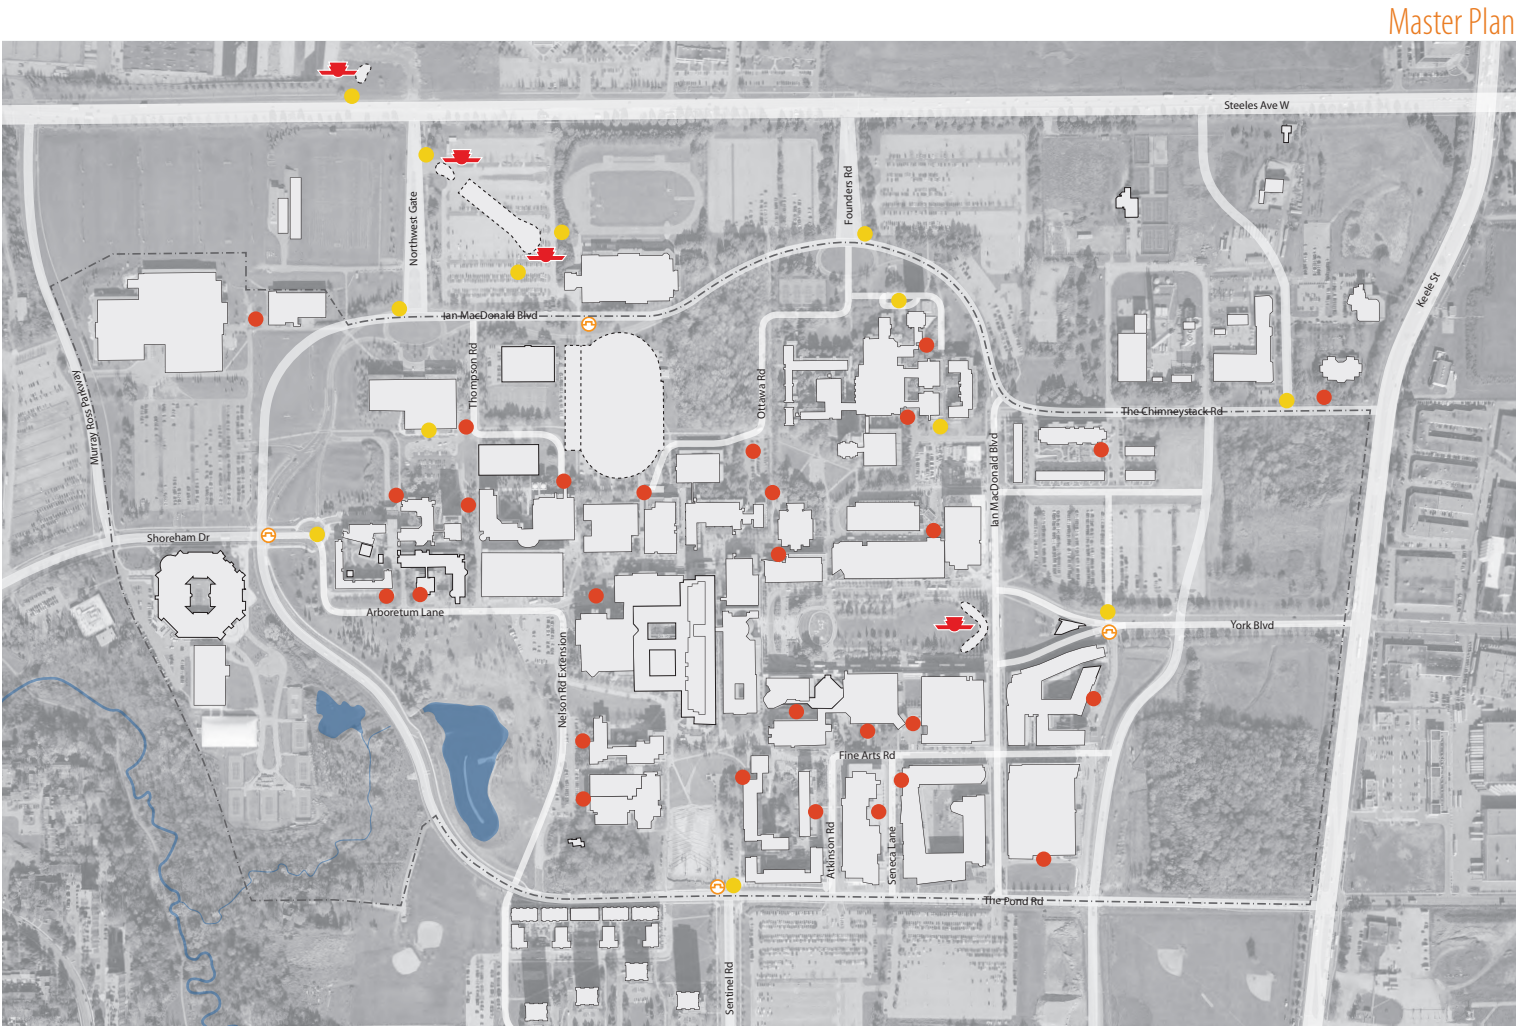 Master Plan
Steeles Ave W
Founders Rd
Northwest Gate
Keele St
Ian MacDonald Blvd
Thompson Rd
Ottawa Rd
Murray Ross Parkway
The Chimneystack Rd
Ian MacDonald Blvd
Shoreham Dr
Arboretum Lane
York Blvd
Nelson Rd Extension
Fine Arts Rd
Atkinson Rd
Seneca Lane
The Pond Rd
Sentinel Rd